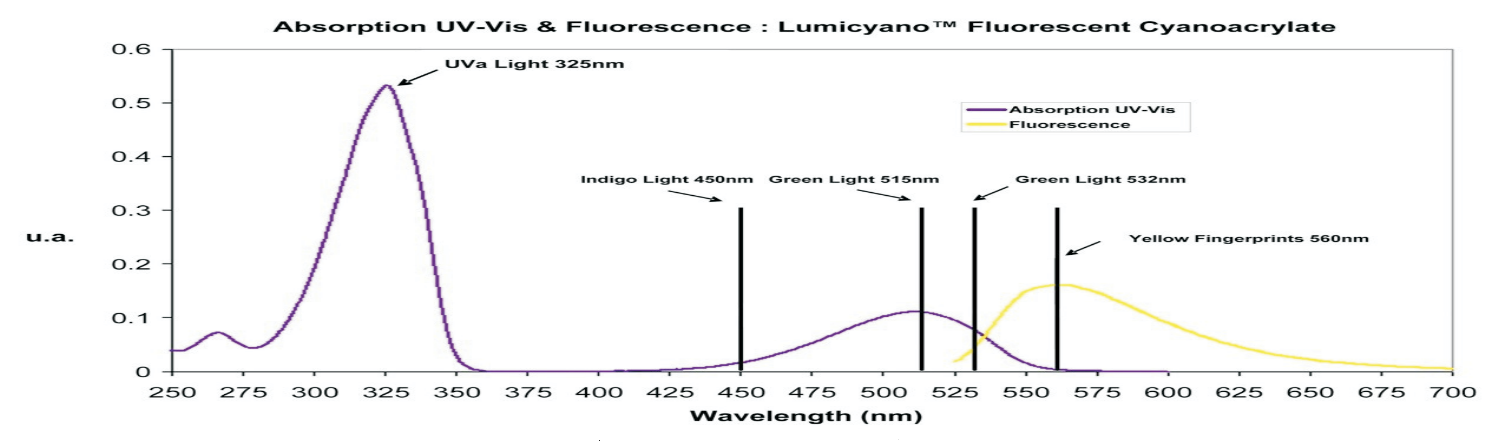 Absorption UV-Vis & Fluorescence : Lumicyano™ Fluorescent Cyanoacrylate
0.6
UVa Light 325nm
0.5
Absorption UV-Vis
Fluorescence
0.4
Indigo Light 450nm Green Light 515nm Green Light 532nm
0.3
u.a.
Yellow Fingerprints 560nm
0.2
0.1
0
250 275 300 325 350 375 400 425 450 475 500 525 550 575 600 625 650 675 700
Wavelength (nm)